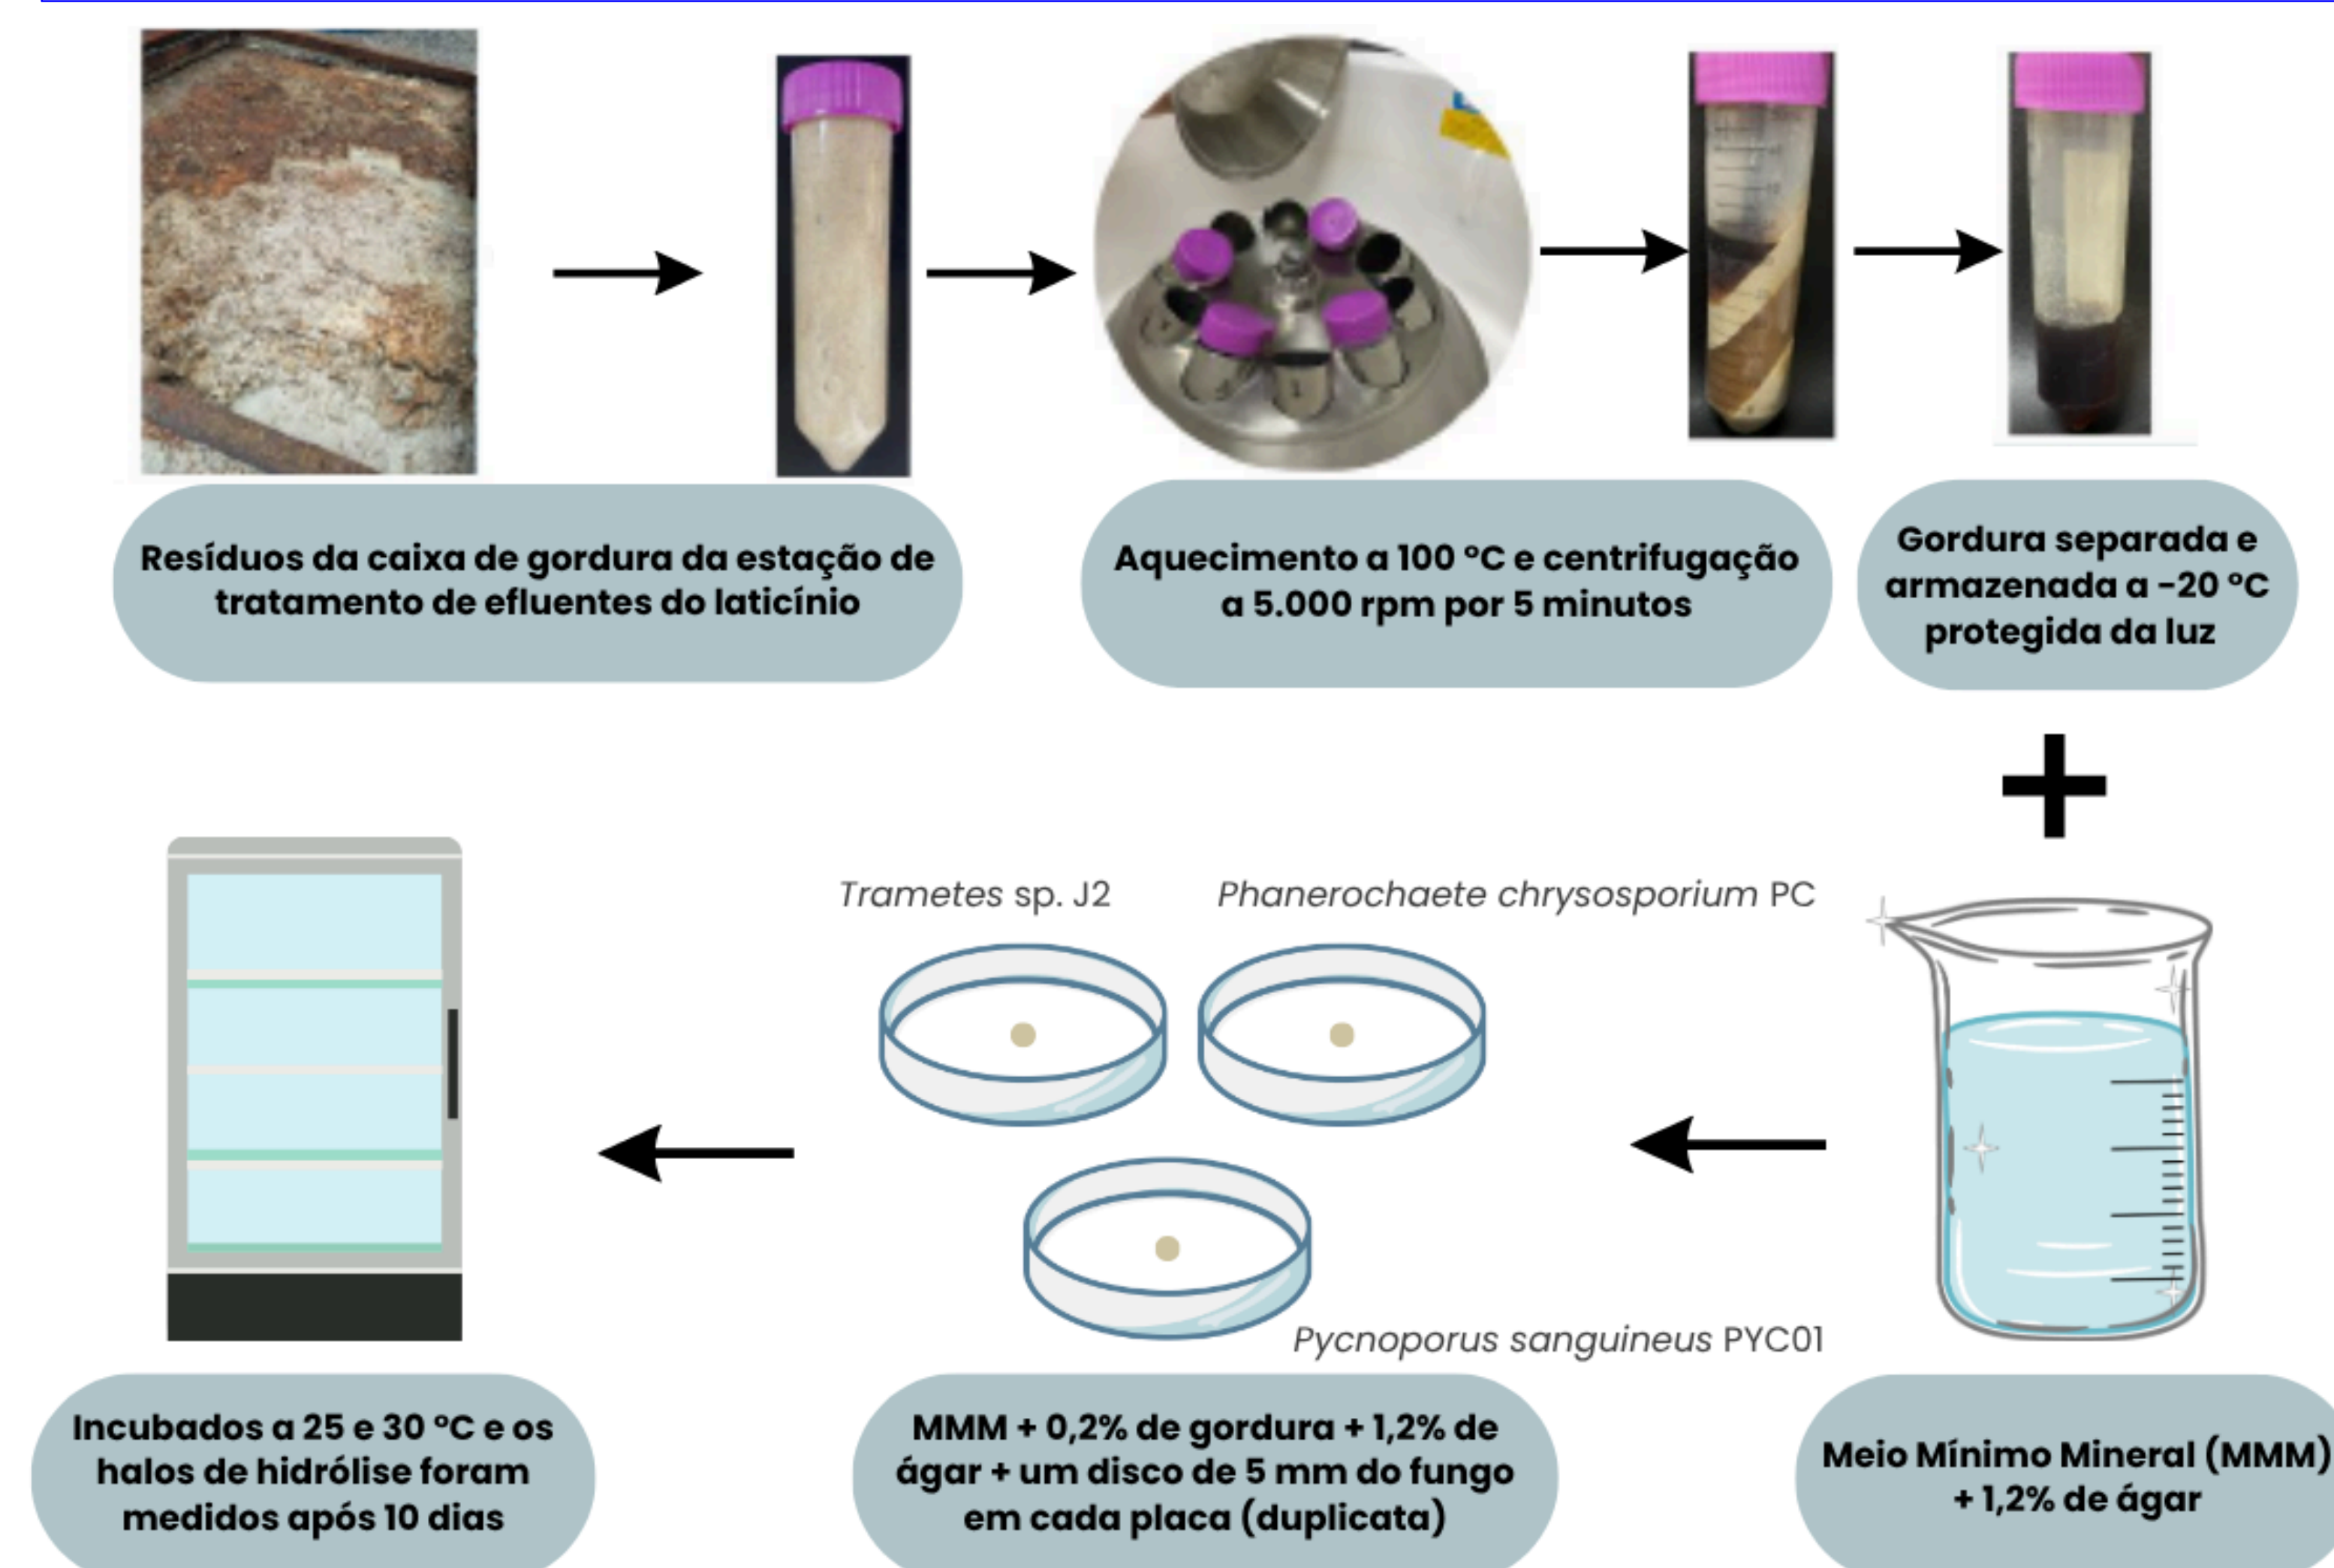 Resíduos da caixa de gordura da estação de
tratamento de efluentes do laticínio
Aquecimento a 100 °C e centrifugação
a 5.000 rpm por 5 minutos
Gordura separada e
armazenada a -20 °C
protegida da luz
+
Trametes sp. J2
Phanerochaete chrysosporium PC
Pycnoporus sanguineus PYC01
Incubados a 25 e 30 °C e os
halos de hidrólise foram
medidos após 10 dias
MMM + 0,2% de gordura + 1,2% de
ágar + um disco de 5 mm do fungo
em cada placa (duplicata)
Meio Mínimo Mineral (MMM)
+ 1,2% de ágar